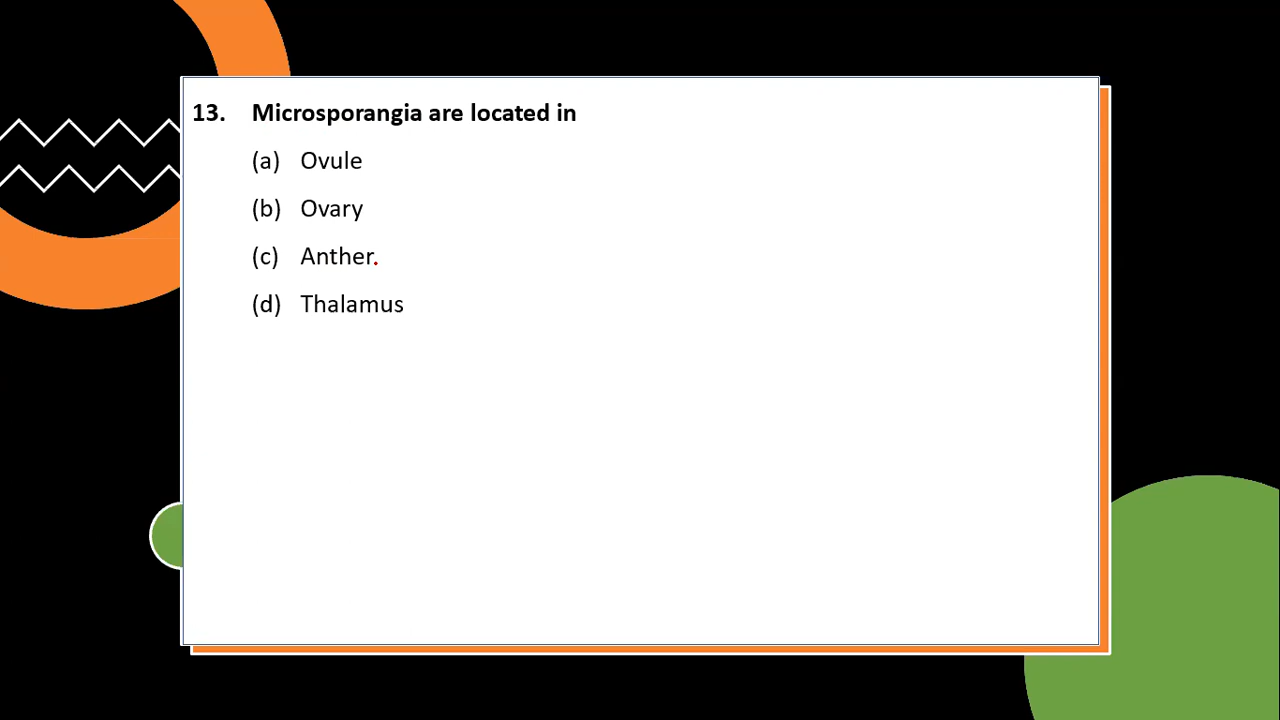 13. Microsporangia are located in
(a) Ovule
(b) Ovary
(c) Anther.
(d) Thalamus